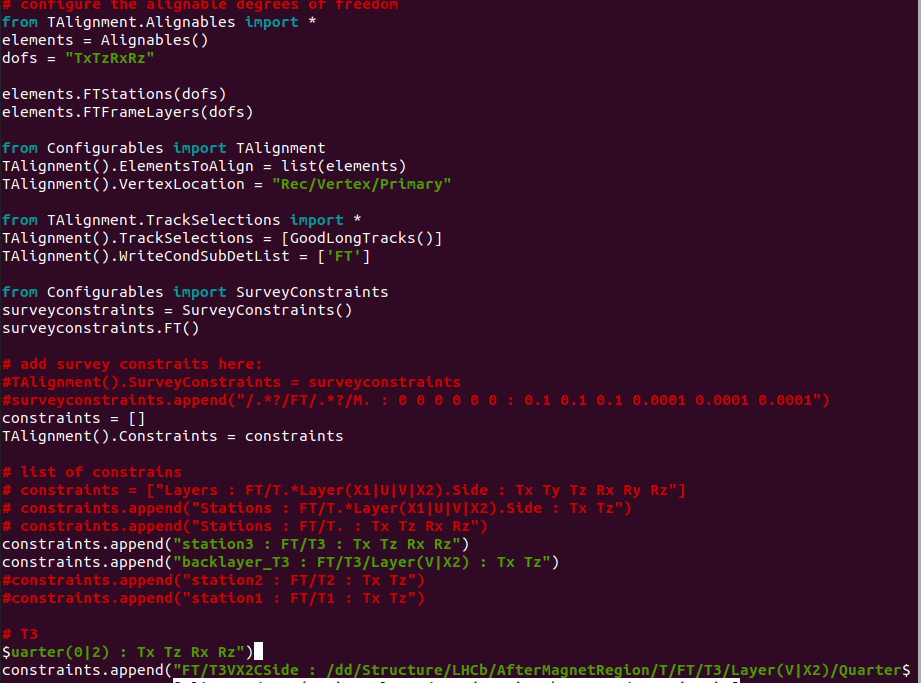 # configure the alignable degrees of freedom
from TAlignment.Alignables import *
elements = Alignables()
dofs = "TxTzRxRz"
elements.FTStations(dofs)
elements.FTFrameLayers(dofs)
from Configurables import TAlignment
TAlignment().ElementsToAlign = list(elements)
TAlignment().VertexLocation = "Rec/Vertex/Primary"
from TAlignment.TrackSelections import *
TAlignment().TrackSelections = [GoodLongTracks()]
TAlignment().WriteCondSubDetList = ['FT']
from Configurables import SurveyConstraints
surveyconstraints = SurveyConstraints()
surveyconstraints.FT()
# add survey constraits here:
#TAlignment().SurveyConstraints = surveyconstraints
#surveyconstraints.append("/.*?/FT/.*?/M. : 0 0 0 0 0 0 : 0.1 0.1 0.1 0.0001 0.0001 0.0001")
constraints = []
TAlignment().Constraints = constraints
# list of constrains
# constraints = ["Layers : FT/T.*Layer(X1|U|V|X2).Side : Tx Ty Tz Rx Ry Rz"]
# constraints.append("Stations : FT/T.*Layer(X1|U|V|X2).Side : Tx Tz")
# constraints.append("Stations : FT/T. : Tx Tz Rx Rz")
constraints.append("station3 : FT/T3 : Tx Tz Rx Rz")
constraints.append("backlayer_T3 : FT/T3/Layer(V|X2) : Tx Tz")
#constraints.append("station2 : FT/T2 : Tx Tz")
#constraints.append("station1 : FT/T1 : Tx Tz")
# T3
$uarter(0|2) : Tx Tz Rx Rz")
constraints.append("FT/T3VX2CSide : /dd/Structure/LHCb/AfterMagnetRegion/T/FT/T3/Layer(V|X2)/Quarter$